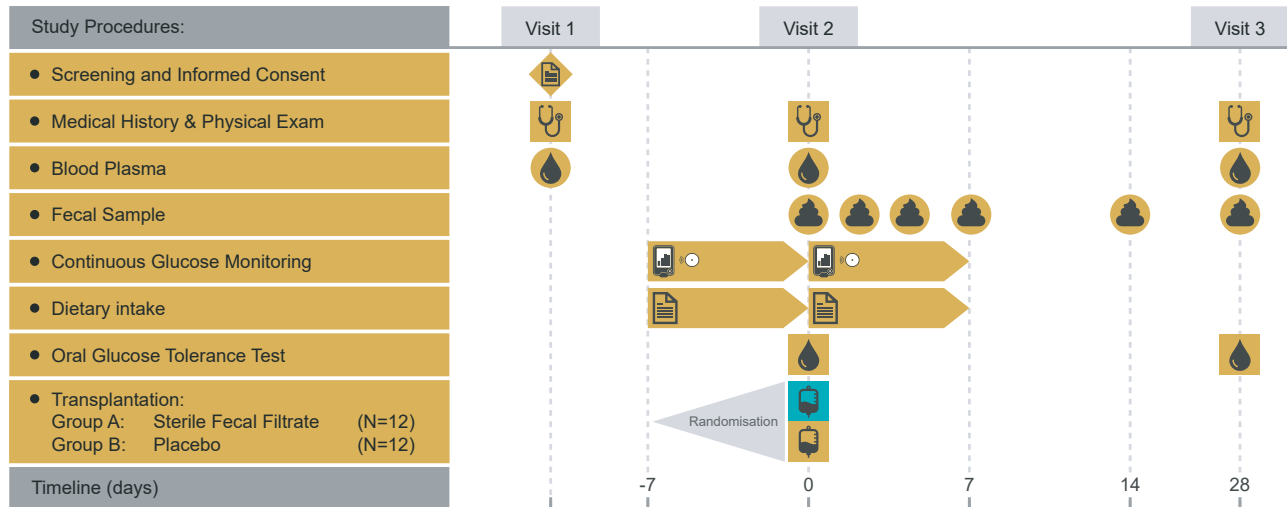 Study Procedures:
Visit 1
Visit 2
Visit 3
Screening and Informed Consent
Medical History & Physical Exam
Blood Plasma
Fecal Sample
Continuous Glucose Monitoring
Dietary intake
Oral Glucose Tolerance Test
Transplantation:
Group A: Sterile Fecal Filtrate (N=12)
Group B: Placebo (N=12)
Randomisation
Timeline (days)
-7
0
7
14
28